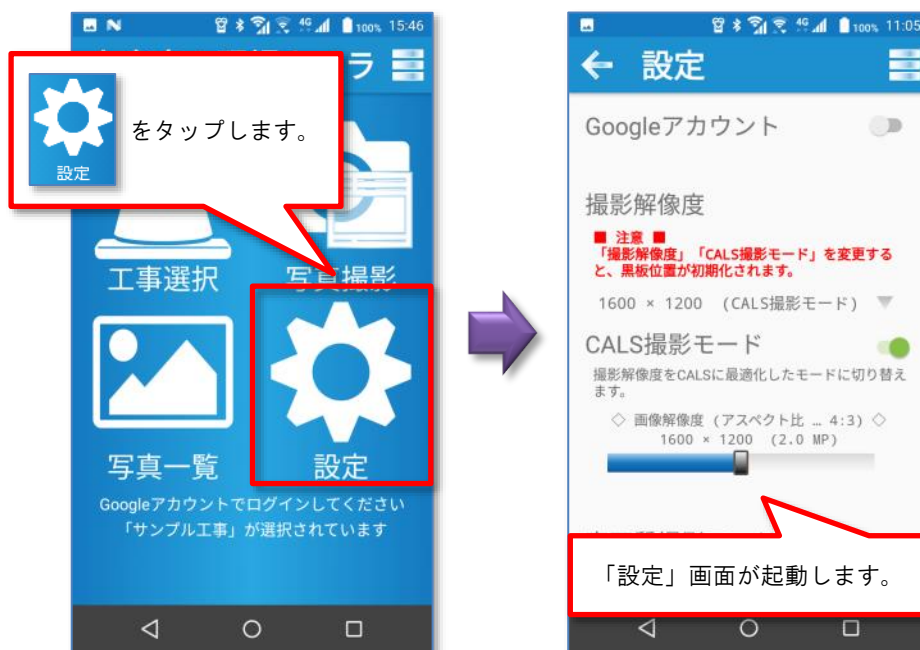 4G 100% 15:46
ラ
設定
をタップします。
工事選択
写真撮影
写真一覧
設定
Googleアカウントでログインしてください
「サンプル工事」が選択されています
4G 100% 11:05
設定
Googleアカウント
撮影解像度
■ 注意 ■
「撮影解像度」「CALS撮影モード」を変更する
と、黒板位置が初期化されます。
1600 × 1200 (CALS撮影モード) ▼
CALS撮影モード
撮影解像度をCALSに最適化したモードに切り替え
ます。
◇ 画像解像度 (アスペクト比 … 4:3) ◇
1600 × 1200 (2.0 MP)
「設定」画面が起動します。